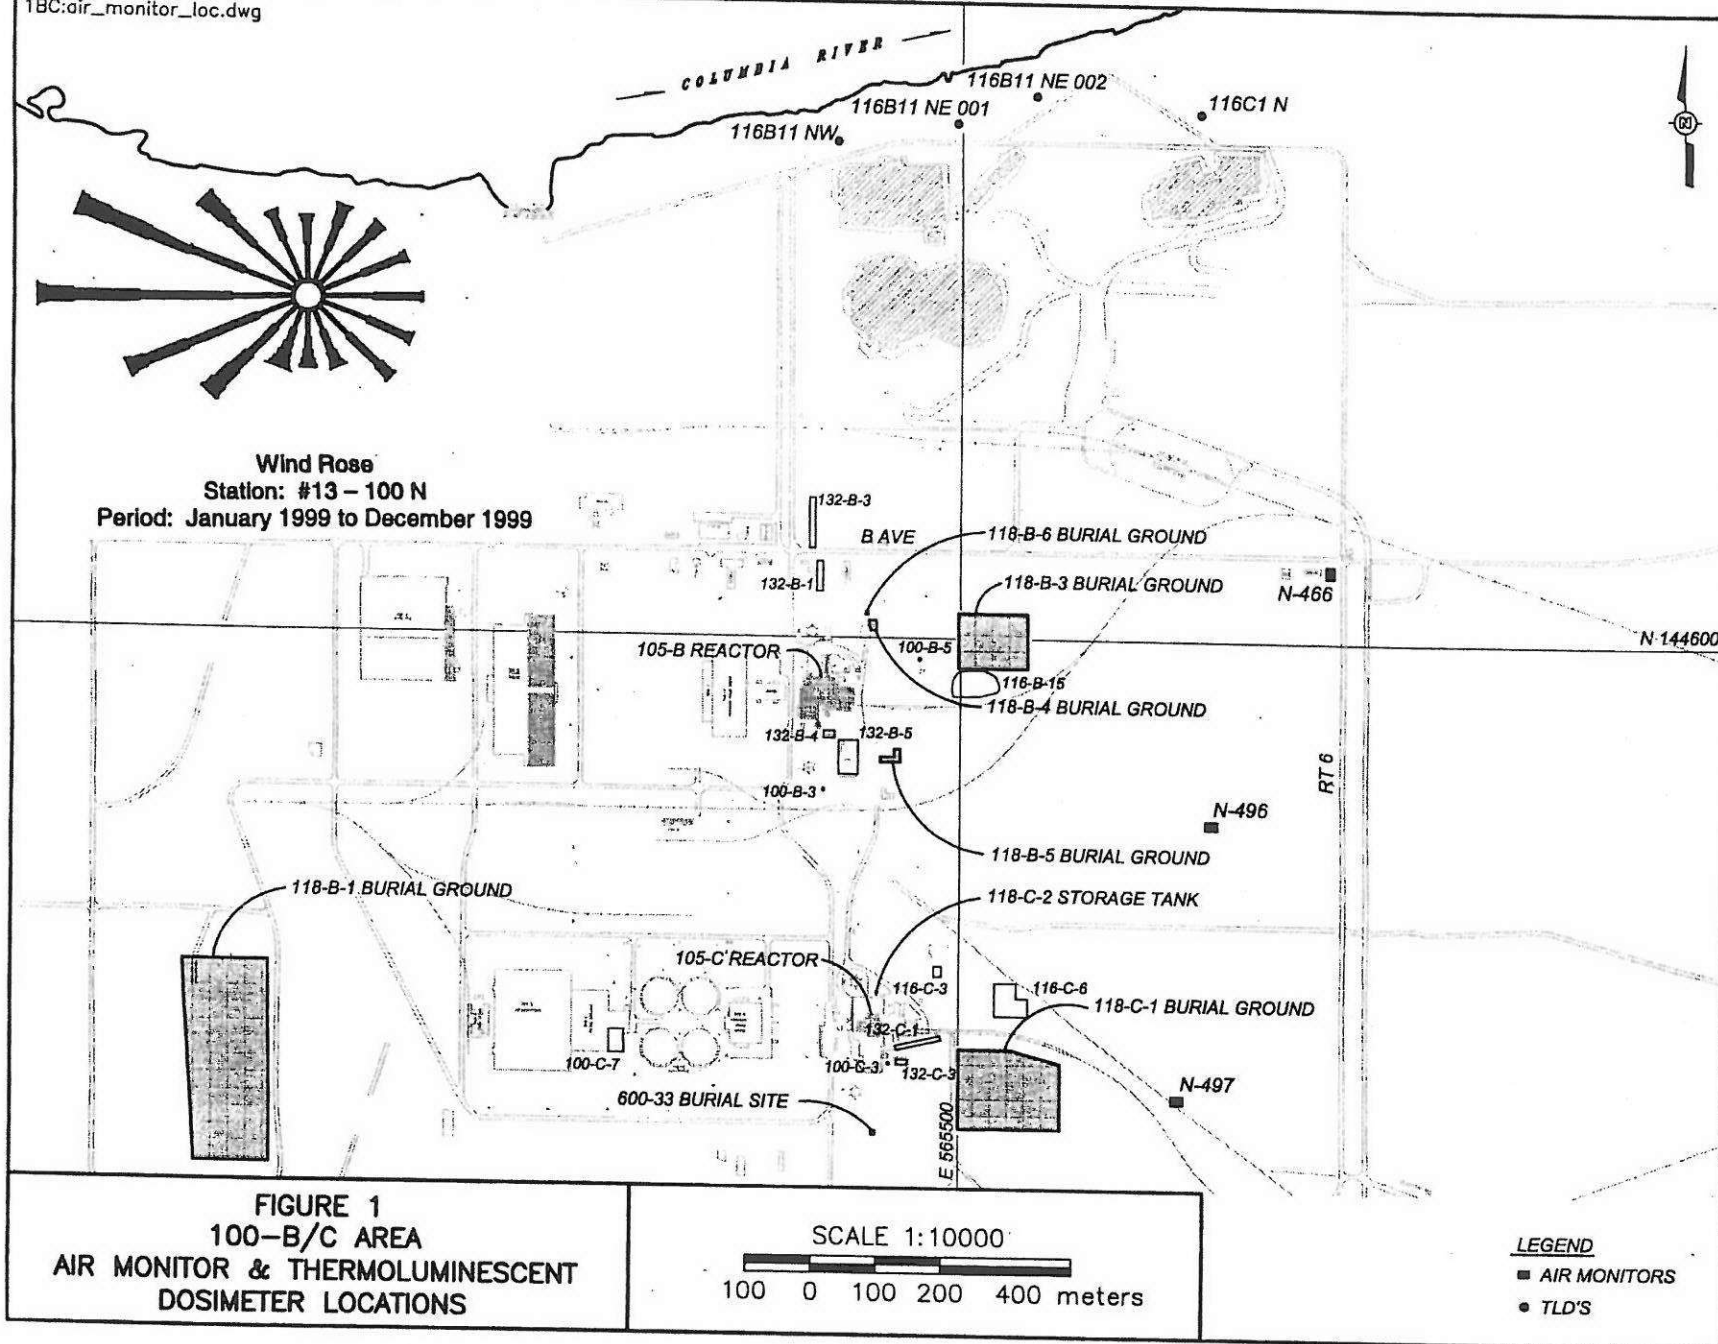 1BC:air_monitor_loc.dwg
COLUMBIA RIVER
116B11 NE 002
116B11 NE 001
116C1 N
116B11 NW
N
Wind Rose
Station: #13 – 100 N
Period: January 1999 to December 1999
132-B-3
B AVE
118-B-6 BURIAL GROUND
132-B-1
118-B-3 BURIAL GROUND
N-466
N 144600
105-B REACTOR
100-B-5
116-B-15
118-B-4 BURIAL GROUND
132-B-4
132-B-5
100-B-3
RT 6
N-496
118-B-5 BURIAL GROUND
118-B-1 BURIAL GROUND
118-C-2 STORAGE TANK
105-C REACTOR
116-C-3
116-C-6
118-C-1 BURIAL GROUND
132-C-1
100-C-7
100-C-3
132-C-3
N-497
600-33 BURIAL SITE
E 565500
FIGURE 1
100–B/C AREA
AIR MONITOR & THERMOLUMINESCENT
DOSIMETER LOCATIONS
SCALE 1:10000
100 0 100 200 400 meters
LEGEND
AIR MONITORS
TLD'S